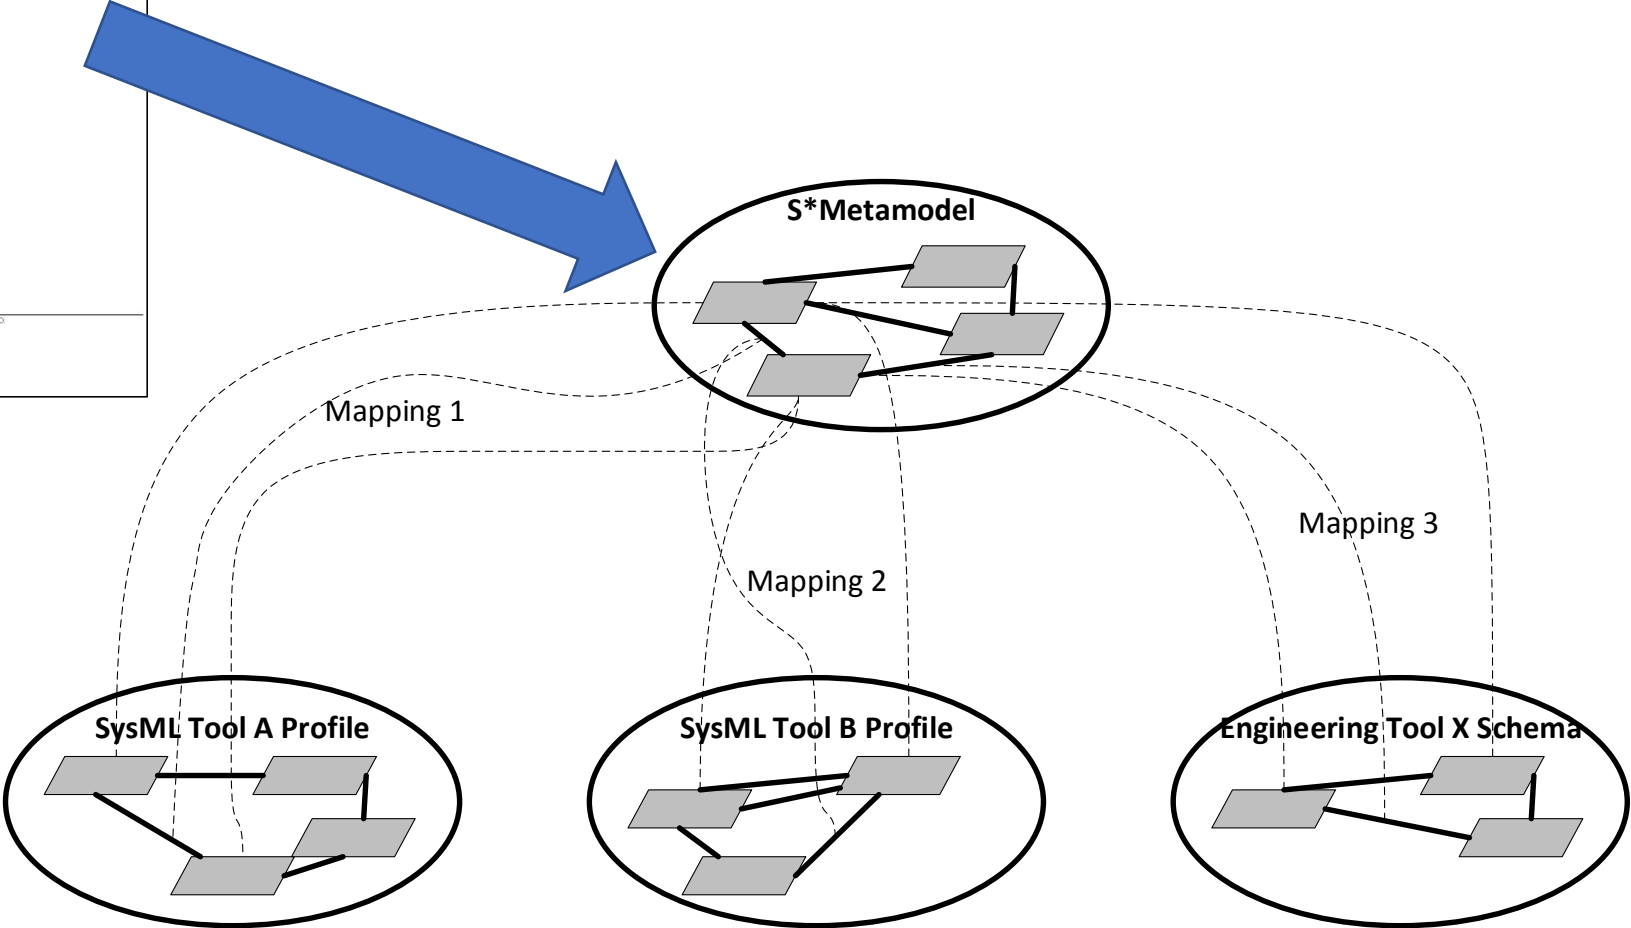 S*Metamodel
Mapping 1
Mapping 3
Mapping 2
SysML Tool A Profile
SysML Tool B Profile
Engineering Tool X Schema